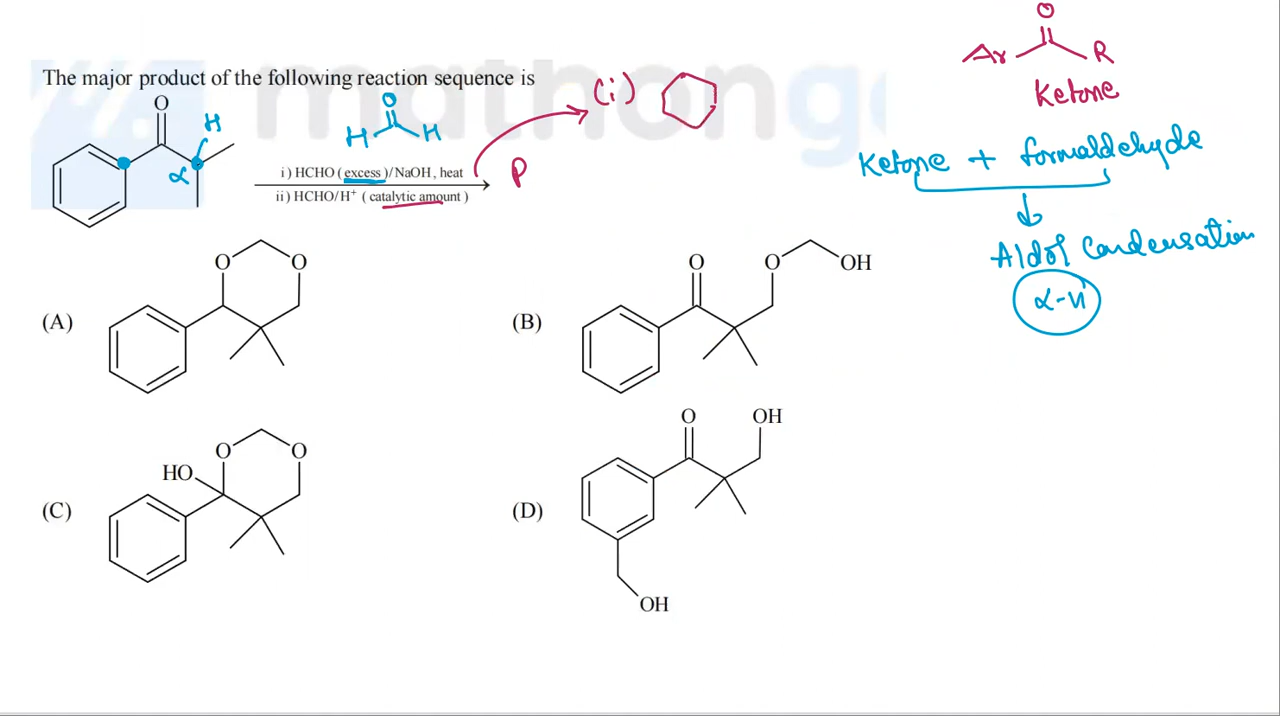 The major product of the following reaction sequence is
mathongo
O
H
α
O
H H
i) HCHO (excess)/NaOH, heat
ii) HCHO/H⁺ (catalytic amount)
P
(i)
O
Ar R
Ketone
Ketone + formaldehyde
Aldol Condensation
α-H
(A)
O O
(B)
O O OH
(C)
HO O O
(D)
O OH
OH